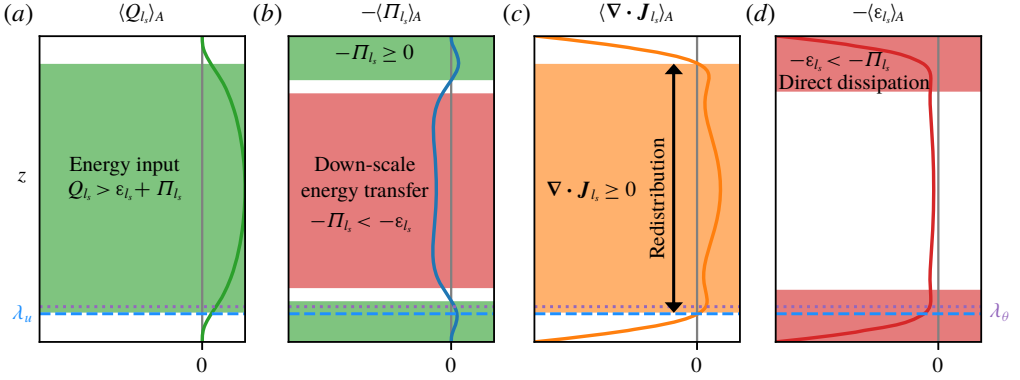 (a) ⟨Q_{l_s}⟩_A
(b) −⟨Π_{l_s}⟩_A
(c) ⟨∇ · J_{l_s}⟩_A
(d) −⟨ε_{l_s}⟩_A
z
λ_u
Energy input
Q_{l_s} > ε_{l_s} + Π_{l_s}
0
−Π_{l_s} ≥ 0
Down-scale
energy transfer
−Π_{l_s} < −ε_{l_s}
0
∇ · J_{l_s} ≥ 0
Redistribution
0
−ε_{l_s} < −Π_{l_s}
Direct dissipation
λ_θ
0